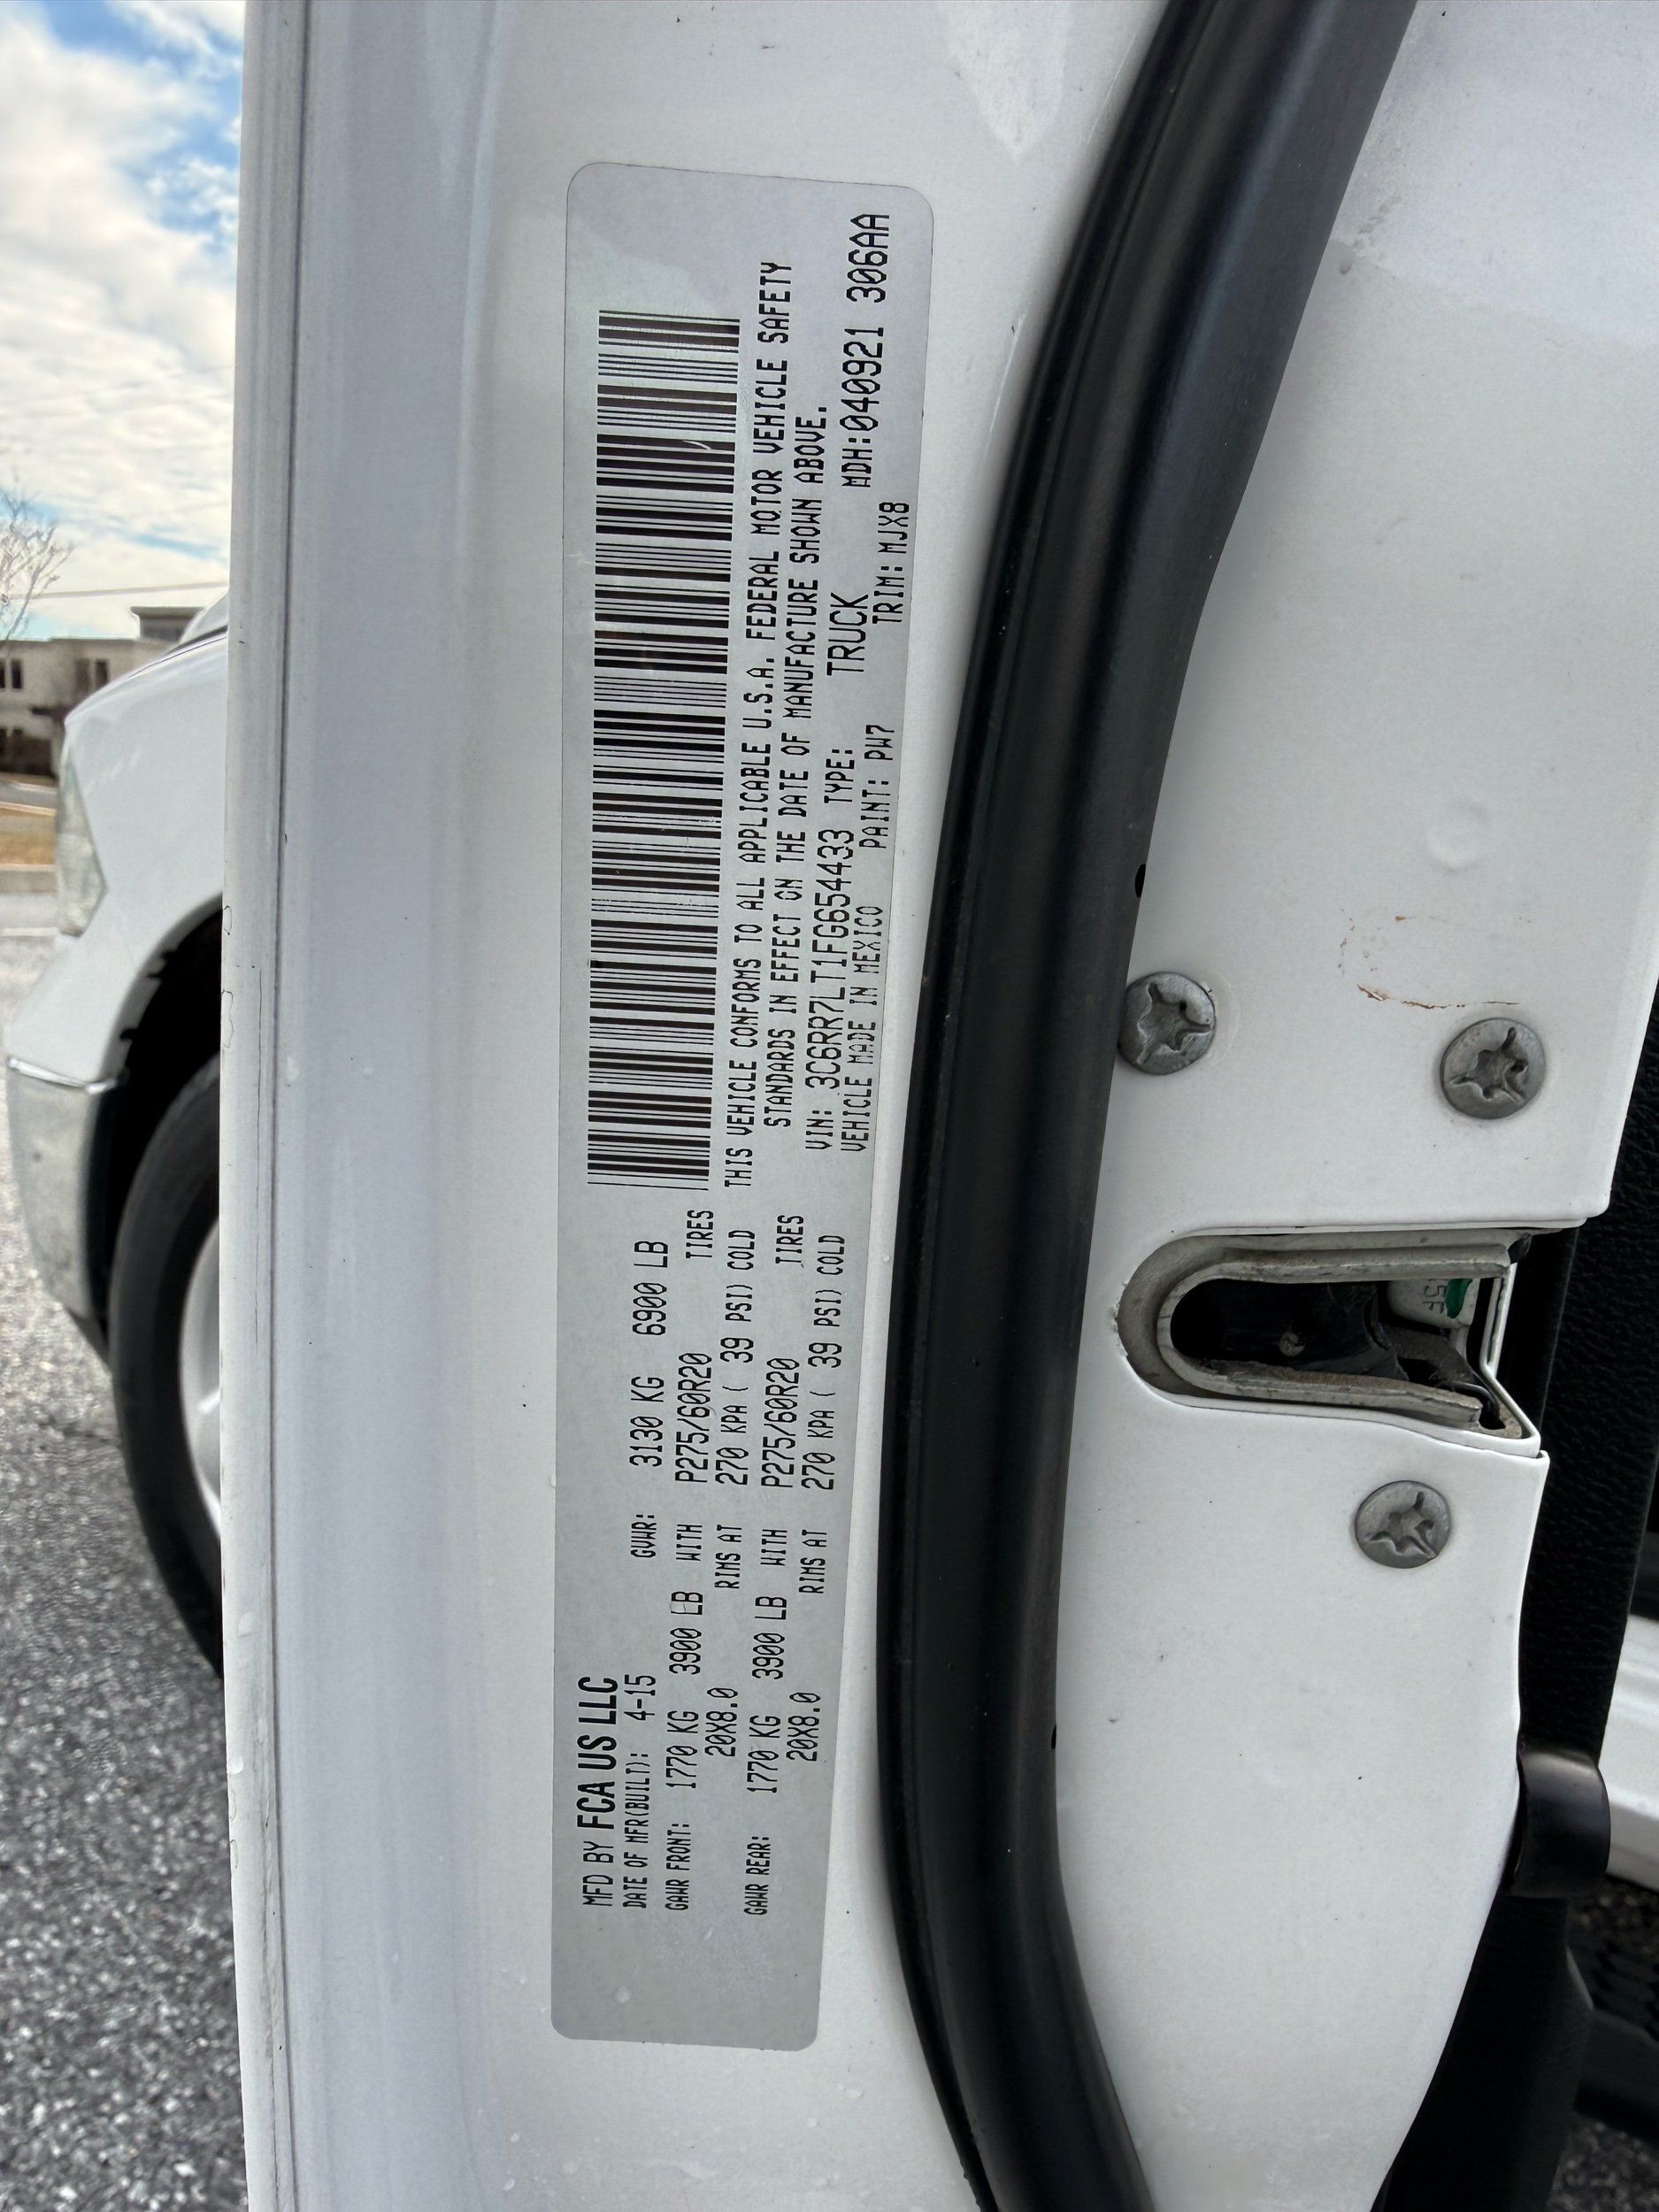 MFD BY FCA US LLC
DATE OF MFR(BUILT): 4-15 GVWR: 3130 KG 6900 LB
GAWR FRONT: 1770 KG 3900 LB WITH P275/60R20 TIRES
20X8.0 RIMS AT 270 KPA ( 39 PSI) COLD
GAWR REAR: 1770 KG 3900 LB WITH P275/60R20 TIRES
20X8.0 RIMS AT 270 KPA ( 39 PSI) COLD
THIS VEHICLE CONFORMS TO ALL APPLICABLE U.S.A. FEDERAL MOTOR VEHICLE SAFETY
STANDARDS IN EFFECT ON THE DATE OF MANUFACTURE SHOWN ABOVE.
VIN: 3C6RR7LT1FG654433 TYPE: TRUCK MDH:040921 306AA
VEHICLE MADE IN MEXICO PAINT: PW7 TRIM: MJX8
5F